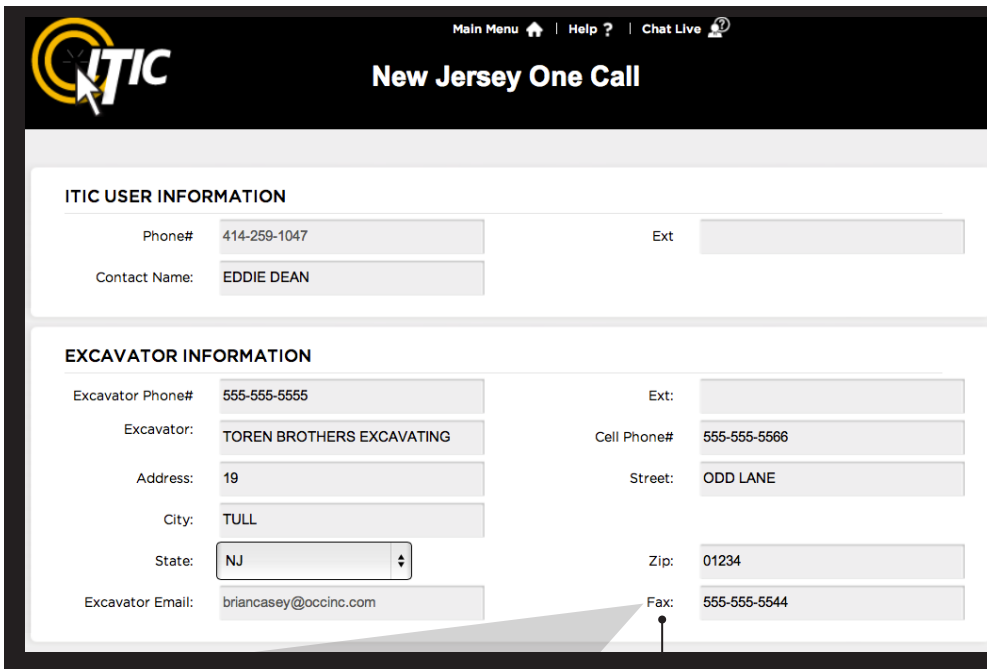 Main Menu | Help ? | Chat Live ?
ITIC
New Jersey One Call
ITIC USER INFORMATION
Phone# 414-259-1047 Ext
Contact Name: EDDIE DEAN
EXCAVATOR INFORMATION
Excavator Phone# 555-555-5555 Ext:
Excavator: TOREN BROTHERS EXCAVATING Cell Phone# 555-555-5566
Address: 19 Street: ODD LANE
City: TULL
State: NJ Zip: 01234
Excavator Email: briancasey@occinc.com Fax: 555-555-5544